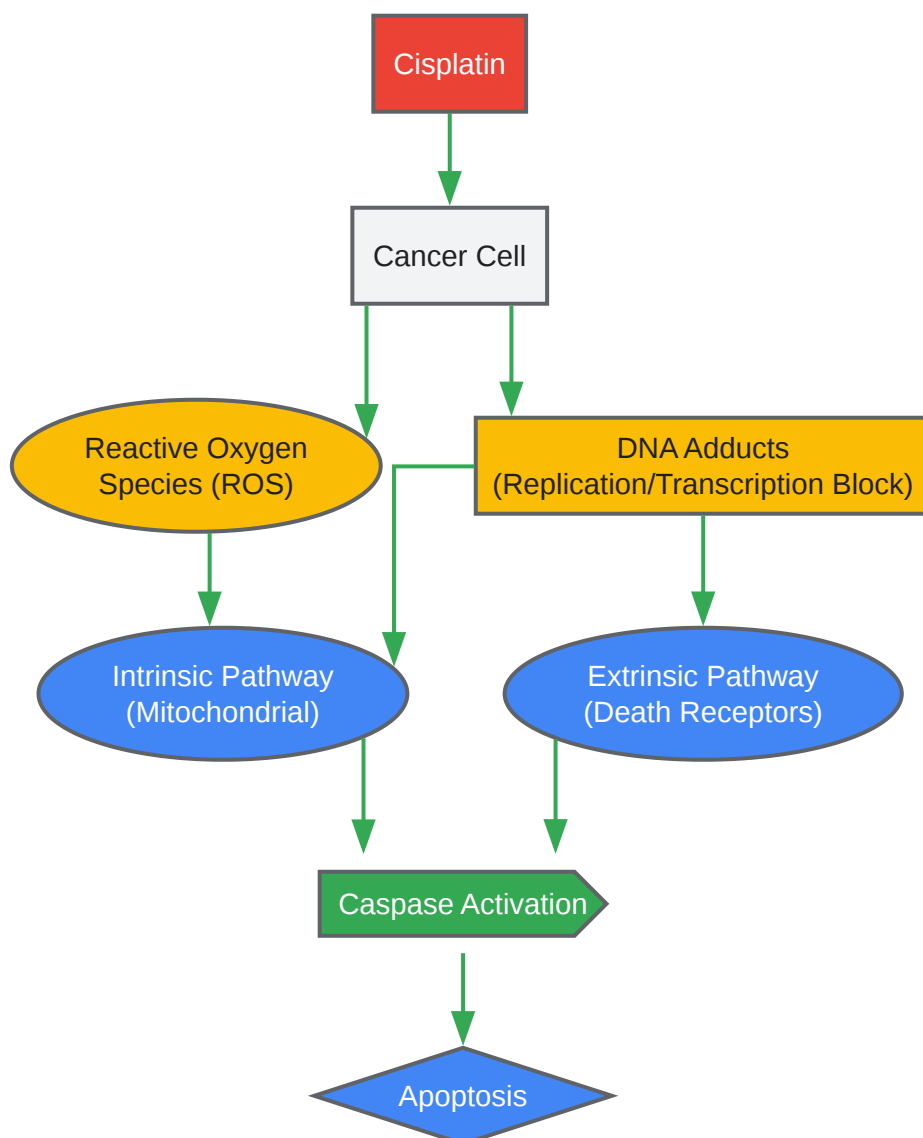 Cisplatin
Cancer Cell
Reactive Oxygen
Species (ROS)
DNA Adducts
(Replication/Transcription Block)
Intrinsic Pathway
(Mitochondrial)
Extrinsic Pathway
(Death Receptors)
Caspase Activation
Apoptosis